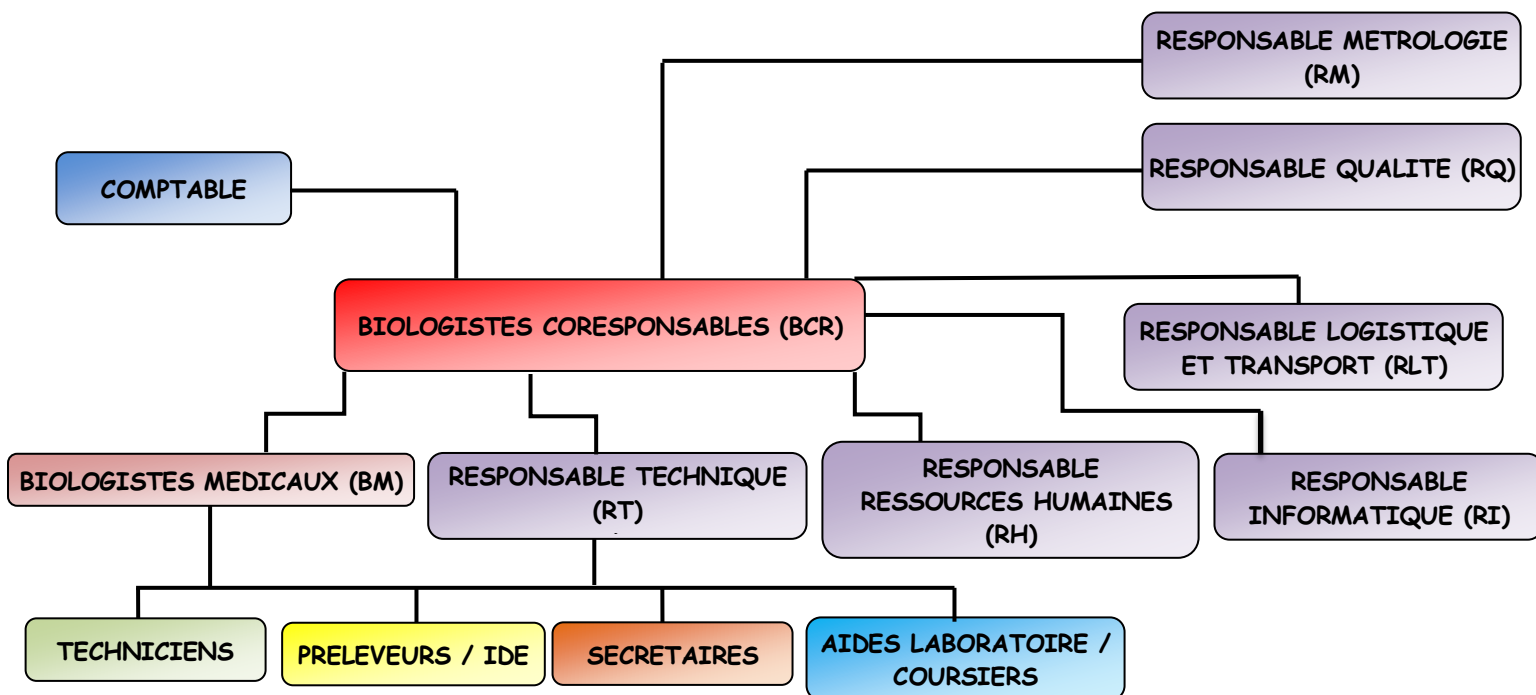 RESPONSABLE METROLOGIE
(RM)
RESPONSABLE QUALITE (RQ)
COMPTABLE
BIOLOGISTES CORESPONSABLES (BCR)
RESPONSABLE LOGISTIQUE
ET TRANSPORT (RLT)
BIOLOGISTES MEDICAUX (BM)
RESPONSABLE TECHNIQUE
(RT)
RESPONSABLE
RESSOURCES HUMAINES
(RH)
RESPONSABLE
INFORMATIQUE (RI)
TECHNICIENS
PRELEVEURS / IDE
SECRETAIRES
AIDES LABORATOIRE /
COURSIERS